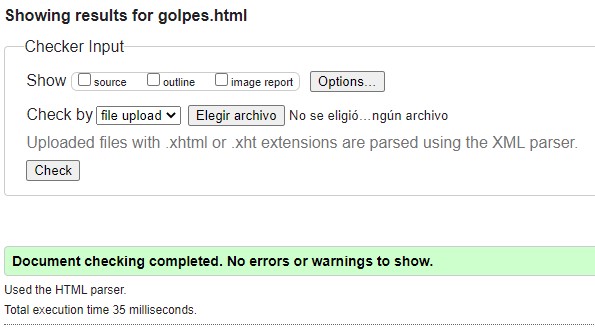 Showing results for golpes.html
Checker Input
Show source outline image report Options...
Check by file upload Elegir archivo No se eligió...ngún archivo
Uploaded files with .xhtml or .xht extensions are parsed using the XML parser.
Check
Document checking completed. No errors or warnings to show.
Used the HTML parser.
Total execution time 35 milliseconds.